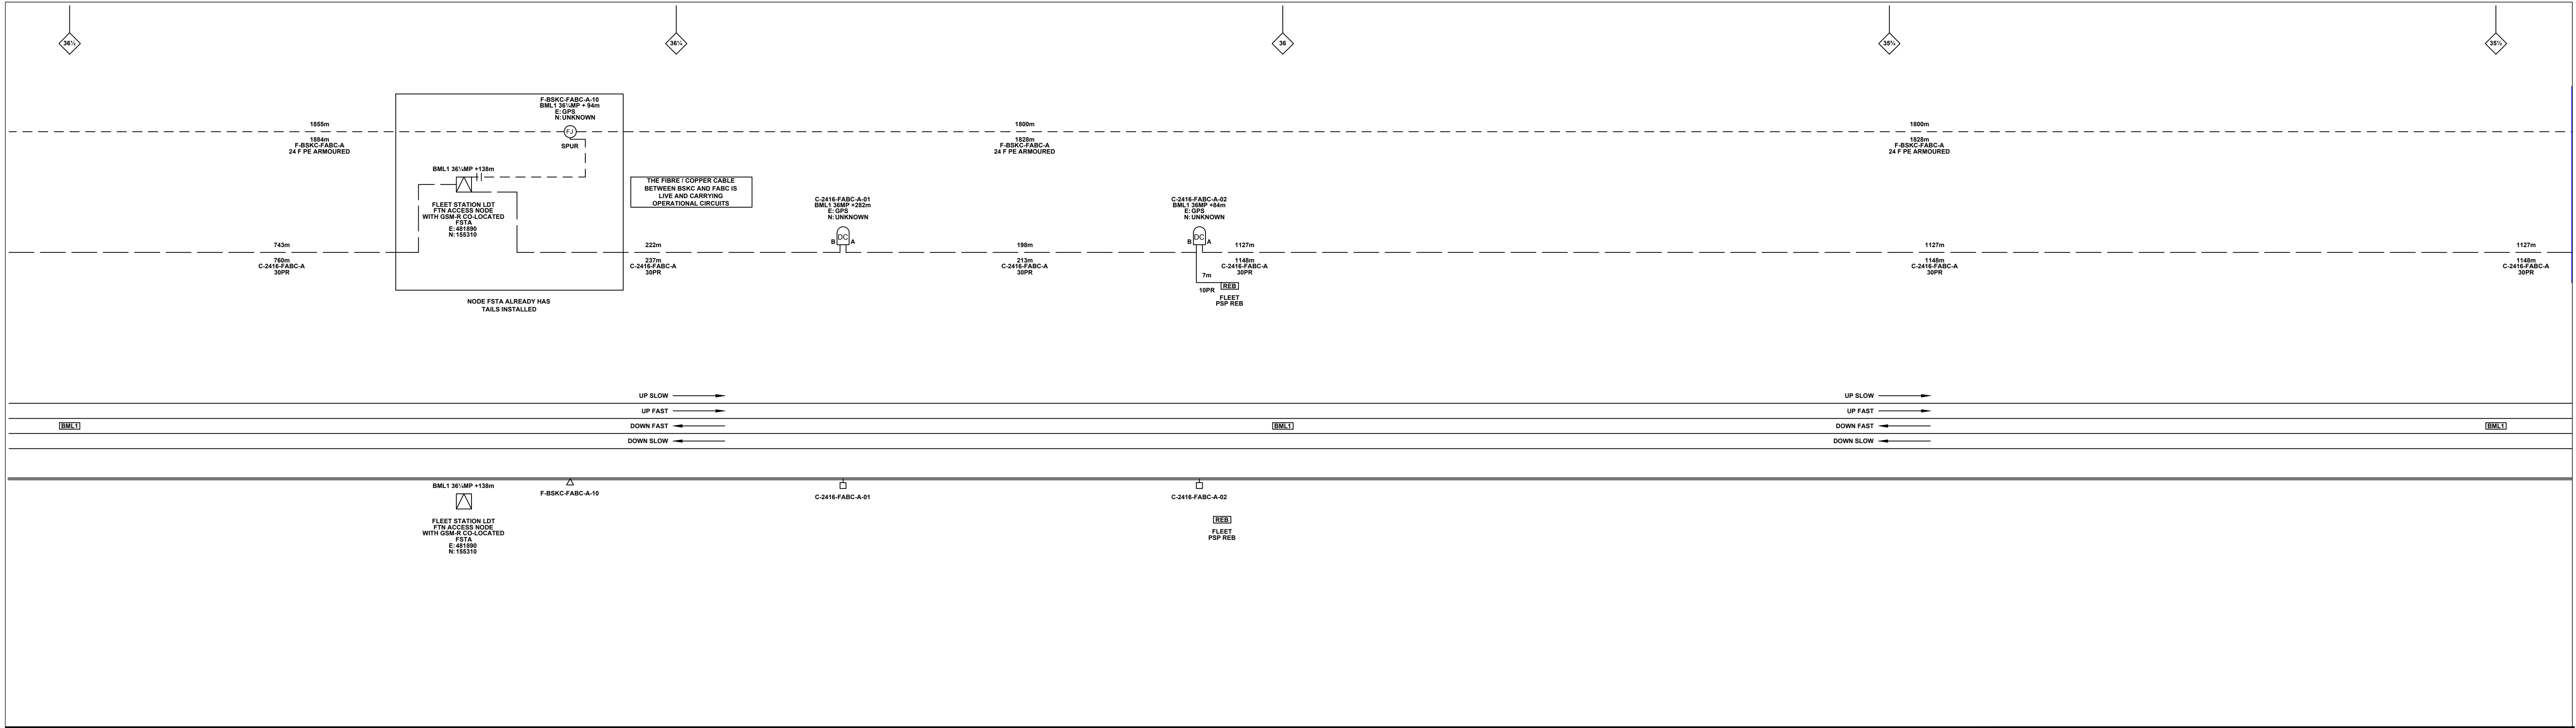 36½
36¼
36
35¾
35½
1855m
1884m
F-BSKC-FABC-A
24 F PE ARMOURED
F-BSKC-FABC-A-10
BML1 36¼MP + 94m
E: GPS
N: UNKNOWN
FJ
SPUR
1800m
1828m
F-BSKC-FABC-A
24 F PE ARMOURED
1800m
1828m
F-BSKC-FABC-A
24 F PE ARMOURED
BML1 36¼MP +138m
FLEET STATION LDT
FTN ACCESS NODE
WITH GSM-R CO-LOCATED
FSTA
E: 481890
N: 155310
THE FIBRE / COPPER CABLE
BETWEEN BSKC AND FABC IS
LIVE AND CARRYING
OPERATIONAL CIRCUITS
C-2416-FABC-A-01
BML1 36MP +282m
E: GPS
N: UNKNOWN
DC
B A
C-2416-FABC-A-02
BML1 36MP +84m
E: GPS
N: UNKNOWN
DC
B A
743m
760m
C-2416-FABC-A
30PR
222m
237m
C-2416-FABC-A
30PR
198m
213m
C-2416-FABC-A
30PR
1127m
1148m
C-2416-FABC-A
30PR
7m
10PR
REB
FLEET
PSP REB
1127m
1148m
C-2416-FABC-A
30PR
1127m
1148m
C-2416-FABC-A
30PR
NODE FSTA ALREADY HAS
TAILS INSTALLED
UP SLOW
UP FAST
DOWN FAST
DOWN SLOW
UP SLOW
UP FAST
DOWN FAST
DOWN SLOW
BML1
BML1
BML1
BML1 36¼MP +138m
FLEET STATION LDT
FTN ACCESS NODE
WITH GSM-R CO-LOCATED
FSTA
E: 481890
N: 155310
F-BSKC-FABC-A-10
C-2416-FABC-A-01
C-2416-FABC-A-02
REB
FLEET
PSP REB